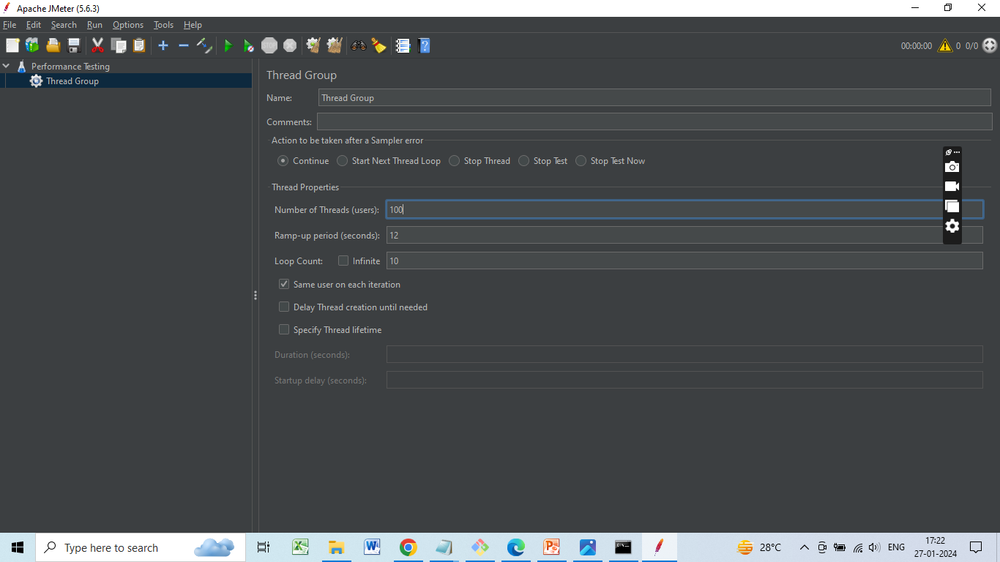 Apache JMeter (5.6.3)
File Edit Search Run Options Tools Help
STOP
00:00:00 0 0/0
Performance Testing
Thread Group
Thread Group
Name: Thread Group
Comments:
Action to be taken after a Sampler error
Continue Start Next Thread Loop Stop Thread Stop Test Stop Test Now
Thread Properties
Number of Threads (users): 100
Ramp-up period (seconds): 12
Loop Count: Infinite 10
Same user on each iteration
Delay Thread creation until needed
Specify Thread lifetime
Duration (seconds):
Startup delay (seconds):
Type here to search
28°C
ENG
17:22
27-01-2024